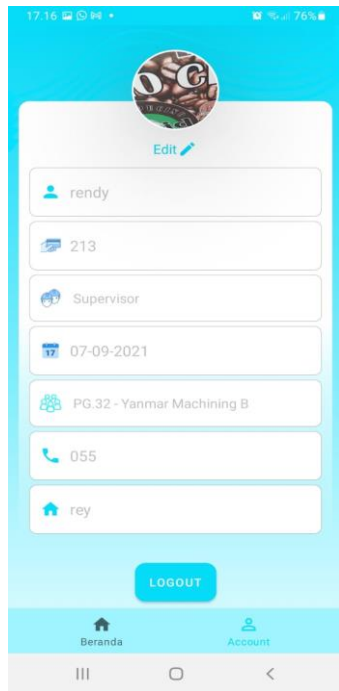 17.16
76%
Edit
rendy
213
Supervisor
17
07-09-2021
PG.32 - Yanmar Machining B
055
rey
LOGOUT
Beranda
Account